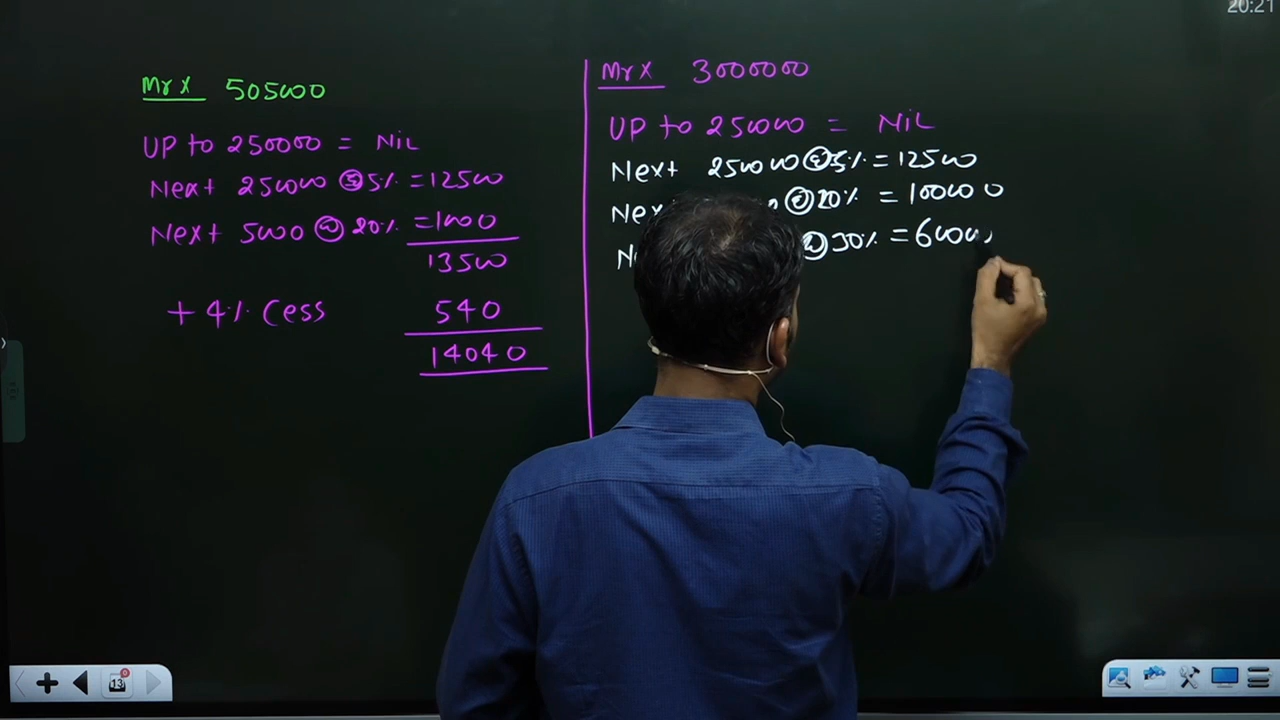 20:21
Mr X 505000
UP to 250000 = NiL
Next 250000 @ 5% = 12500
Next 5000 @ 20% = 1000
13500
+ 4% Cess 540
14040
Mr X 3000000
UP to 250000 = NiL
Next 250000 @ 5% = 12500
@ 20% = 100000
@ 30% =
13